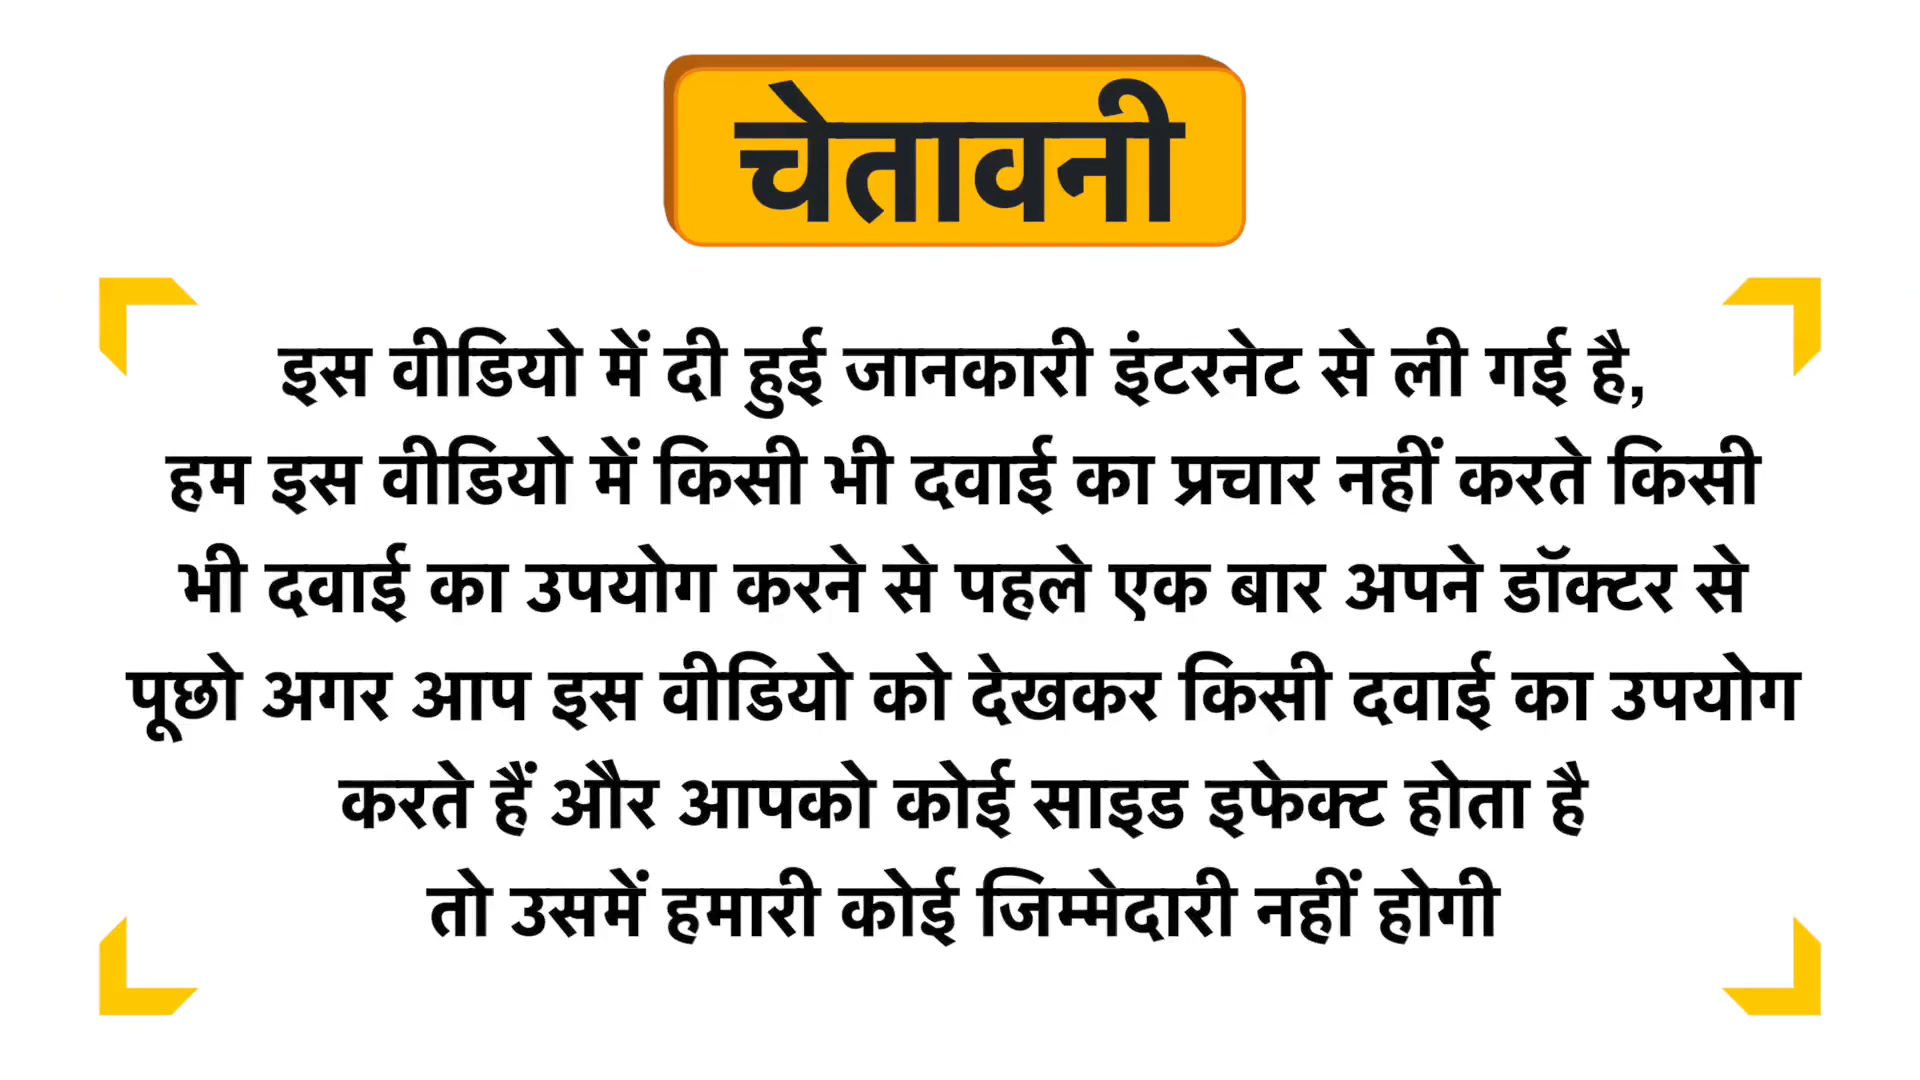 चेतावनी
इस वीडियो में दी हुई जानकारी इंटरनेट से ली गई है,
हम इस वीडियो में किसी भी दवाई का प्रचार नहीं करते किसी
भी दवाई का उपयोग करने से पहले एक बार अपने डॉक्टर से
पूछो अगर आप इस वीडियो को देखकर किसी दवाई का उपयोग
करते हैं और आपको कोई साइड इफेक्ट होता है
तो उसमें हमारी कोई जिम्मेदारी नहीं होगी